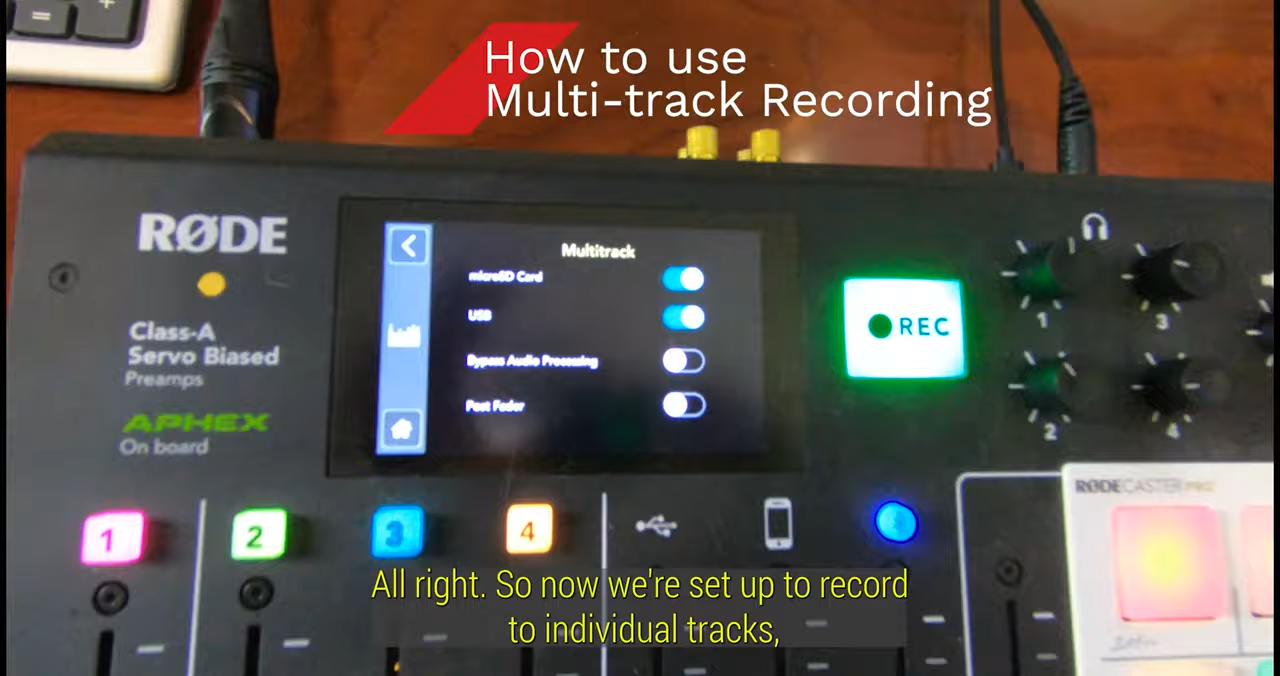 How to use
Multi-track Recording
RØDE
Class-A
Servo Biased
Preamps
APHEX
On board
Multitrack
microSD Card
USB
Bypass Audio Processing
Post Fader
REC
1
3
2
4
RØDECASTER PRO
1
2
3
4
All right. So now we're set up to record
to individual tracks,